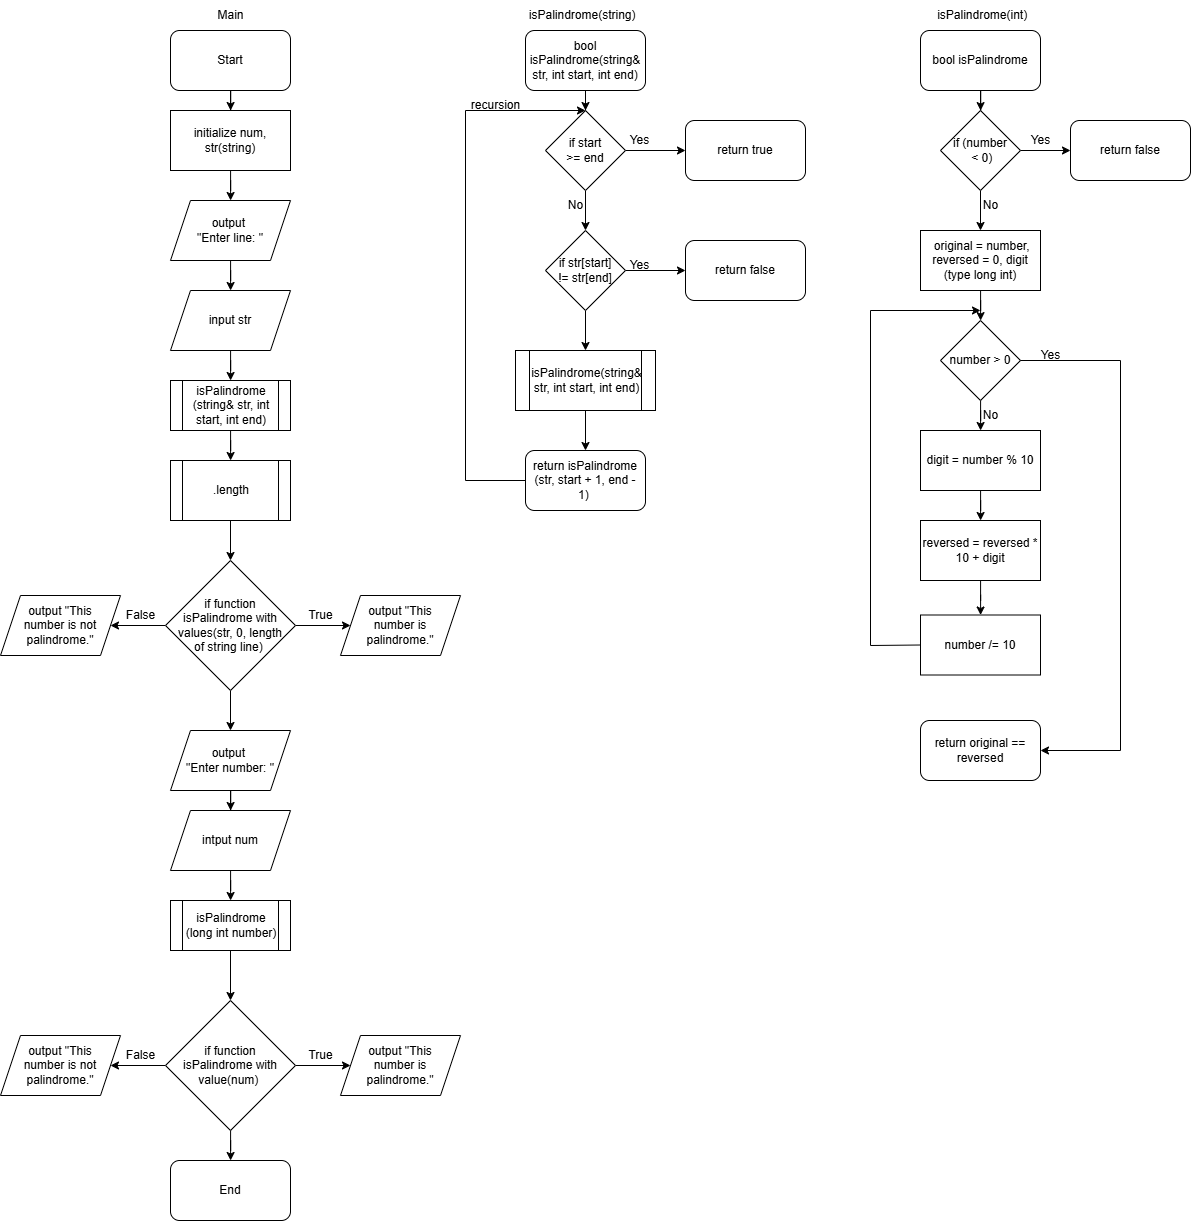 Main
Start
initialize num,
str(string)
output
"Enter line: "
input str
isPalindrome
(string& str, int
start, int end)
.length
if function
isPalindrome with
values(str, 0, length
of string line)
False
output "This
number is not
palindrome."
True
output "This
number is
palindrome."
output
"Enter number: "
intput num
isPalindrome
(long int number)
if function
isPalindrome with
value(num)
False
output "This
number is not
palindrome."
True
output "This
number is
palindrome."
End
isPalindrome(string)
bool
isPalindrome(string&
str, int start, int end)
recursion
if start
>= end
Yes
return true
No
if str[start]
!= str[end]
Yes
return false
isPalindrome(string&
str, int start, int end)
return isPalindrome
(str, start + 1, end -
1)
isPalindrome(int)
bool isPalindrome
if (number
< 0)
Yes
return false
No
original = number,
reversed = 0, digit
(type long int)
number > 0
Yes
No
digit = number % 10
reversed = reversed *
10 + digit
number /= 10
return original ==
reversed